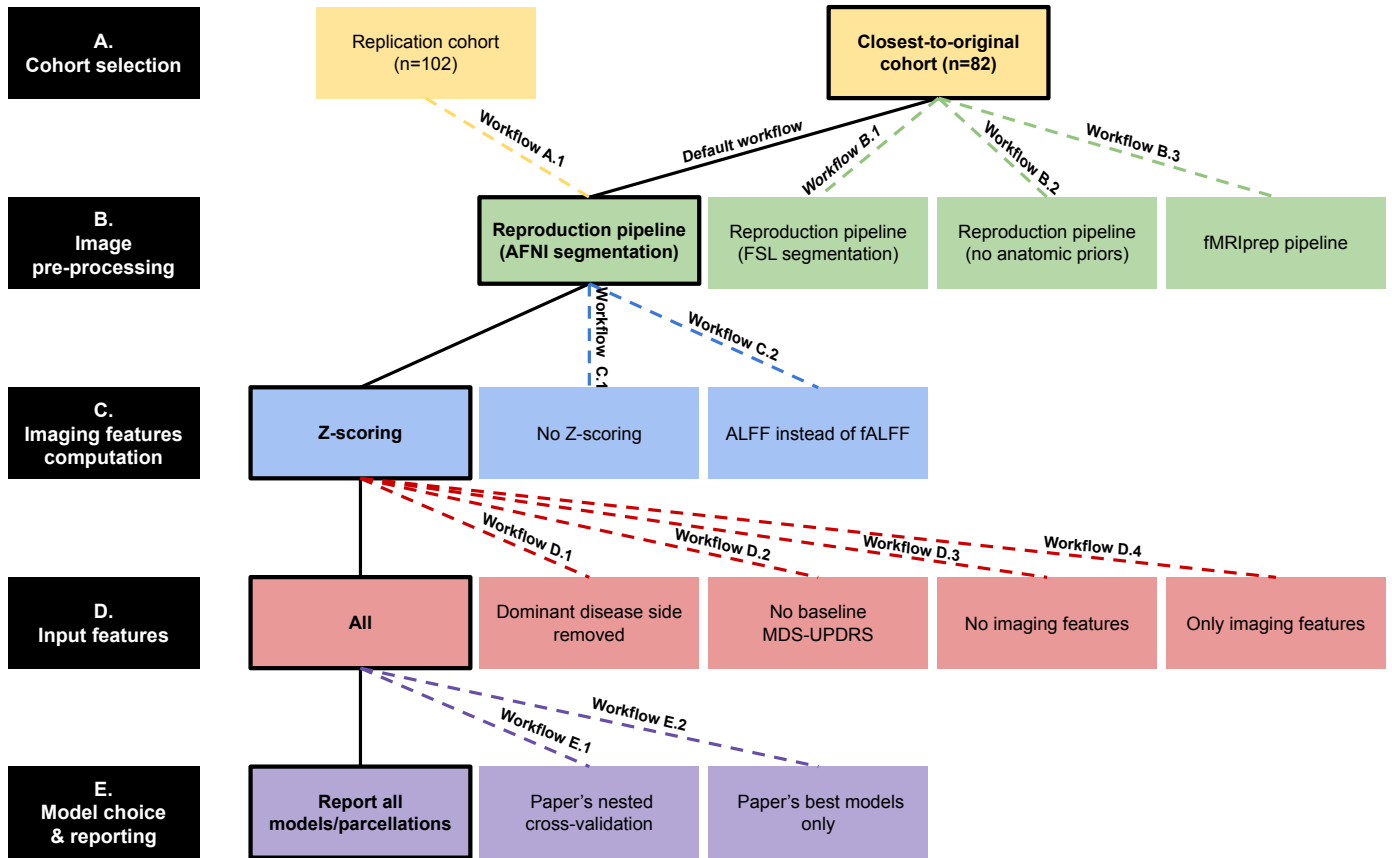 A.
Cohort selection
Replication cohort
(n=102)
Closest-to-original
cohort (n=82)
Workflow A.1
Default workflow
Workflow B.1
Workflow B.2
Workflow B.3
B.
Image
pre-processing
Reproduction pipeline
(AFNI segmentation)
Reproduction pipeline
(FSL segmentation)
Reproduction pipeline
(no anatomic priors)
fMRIprep pipeline
Workflow C.1
Workflow C.2
C.
Imaging features
computation
Z-scoring
No Z-scoring
ALFF instead of fALFF
Workflow D.1
Workflow D.2
Workflow D.3
Workflow D.4
D.
Input features
All
Dominant disease side
removed
No baseline
MDS-UPDRS
No imaging features
Only imaging features
Workflow E.1
Workflow E.2
E.
Model choice
& reporting
Report all
models/parcellations
Paper's nested
cross-validation
Paper's best models
only